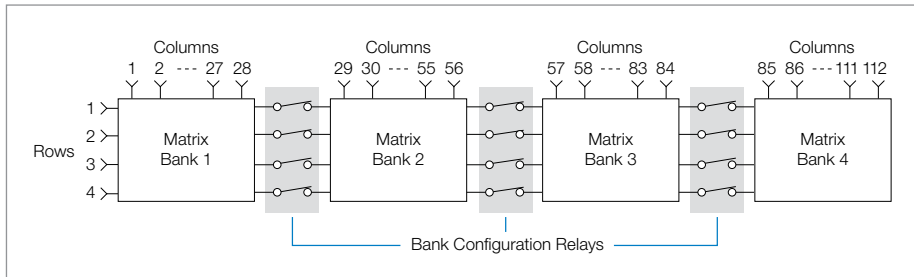 Columns Columns Columns Columns
1 2 --- 27 28 29 30 --- 55 56 57 58 --- 83 84 85 86 --- 111 112
1
2
Rows
3
4
Matrix Bank 1
Matrix Bank 2
Matrix Bank 3
Matrix Bank 4
Bank Configuration Relays